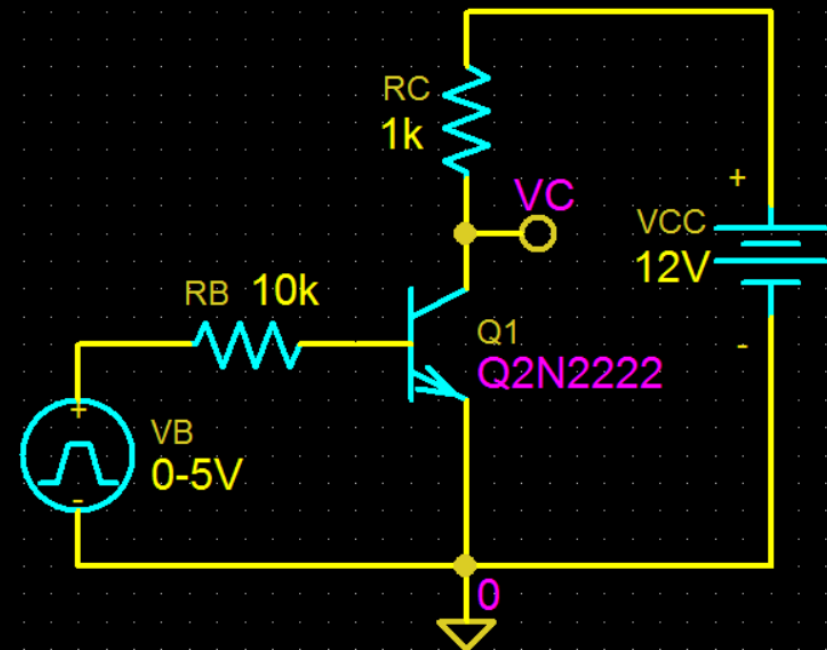 RC
1k
VC
+
VCC
12V
-
RB 10k
Q1
Q2N2222
+
VB
0-5V
-
0